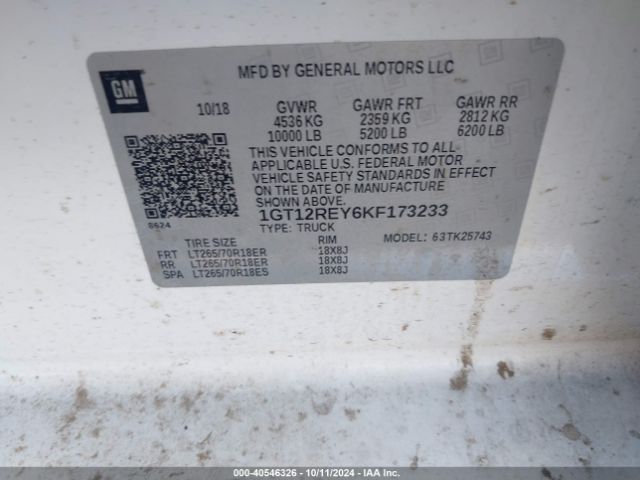 GM
MFD BY GENERAL MOTORS LLC
10/18 GVWR GAWR FRT GAWR RR
4536 KG 2359 KG 2812 KG
10000 LB 5200 LB 6200 LB
THIS VEHICLE CONFORMS TO ALL
APPLICABLE U.S. FEDERAL MOTOR
VEHICLE SAFETY STANDARDS IN EFFECT
ON THE DATE OF MANUFACTURE
SHOWN ABOVE.
1GT12REY6KF173233
8624
TYPE: TRUCK MODEL: 63TK25743
TIRE SIZE RIM
FRT LT265/70R18ER 18X8J
RR LT265/70R18ER 18X8J
SPA LT265/70R18ES 18X8J
000-40546326 - 10/11/2024 - IAA Inc.